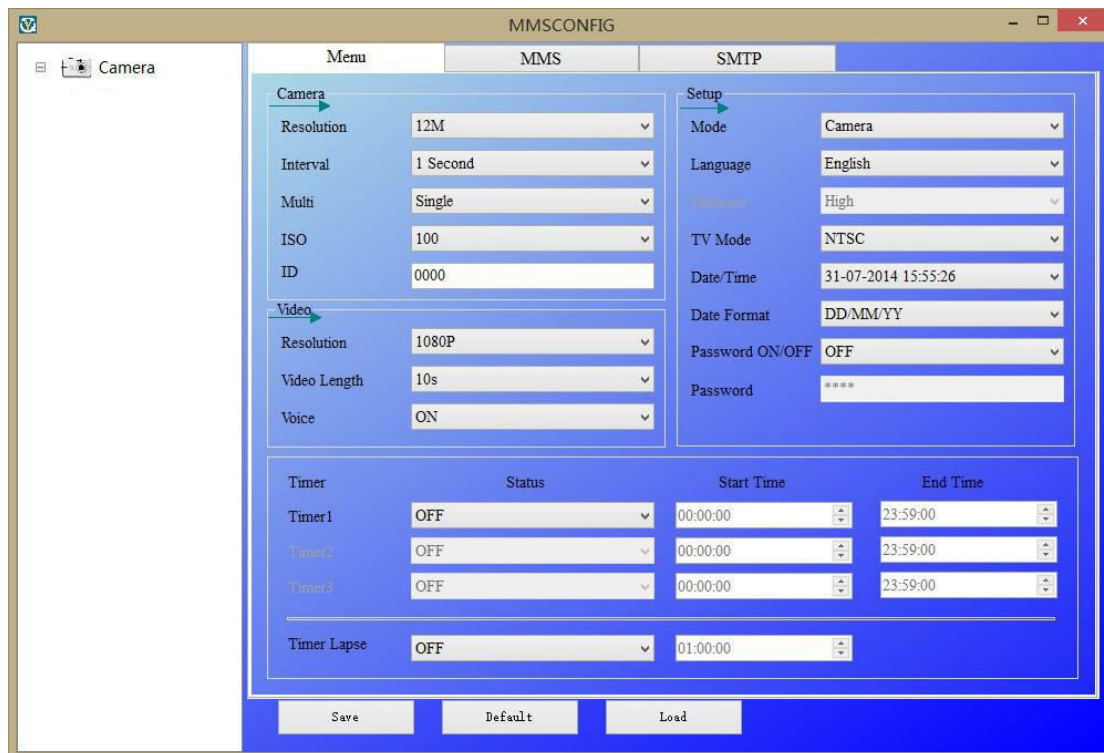 MMSCONFIG
Camera
Menu MMS SMTP
Camera
Resolution 12M
Interval 1 Second
Multi Single
ISO 100
ID 0000
Video
Resolution 1080P
Video Length 10s
Voice ON
Setup
Mode Camera
Language English
Distance High
TV Mode NTSC
Date/Time 31-07-2014 15:55:26
Date Format DD/MM/YY
Password ON/OFF OFF
Password ****
Timer Status Start Time End Time
Timer1 OFF 00:00:00 23:59:00
Timer2 OFF 00:00:00 23:59:00
Timer3 OFF 00:00:00 23:59:00
Timer Lapse OFF 01:00:00
Save Default Load